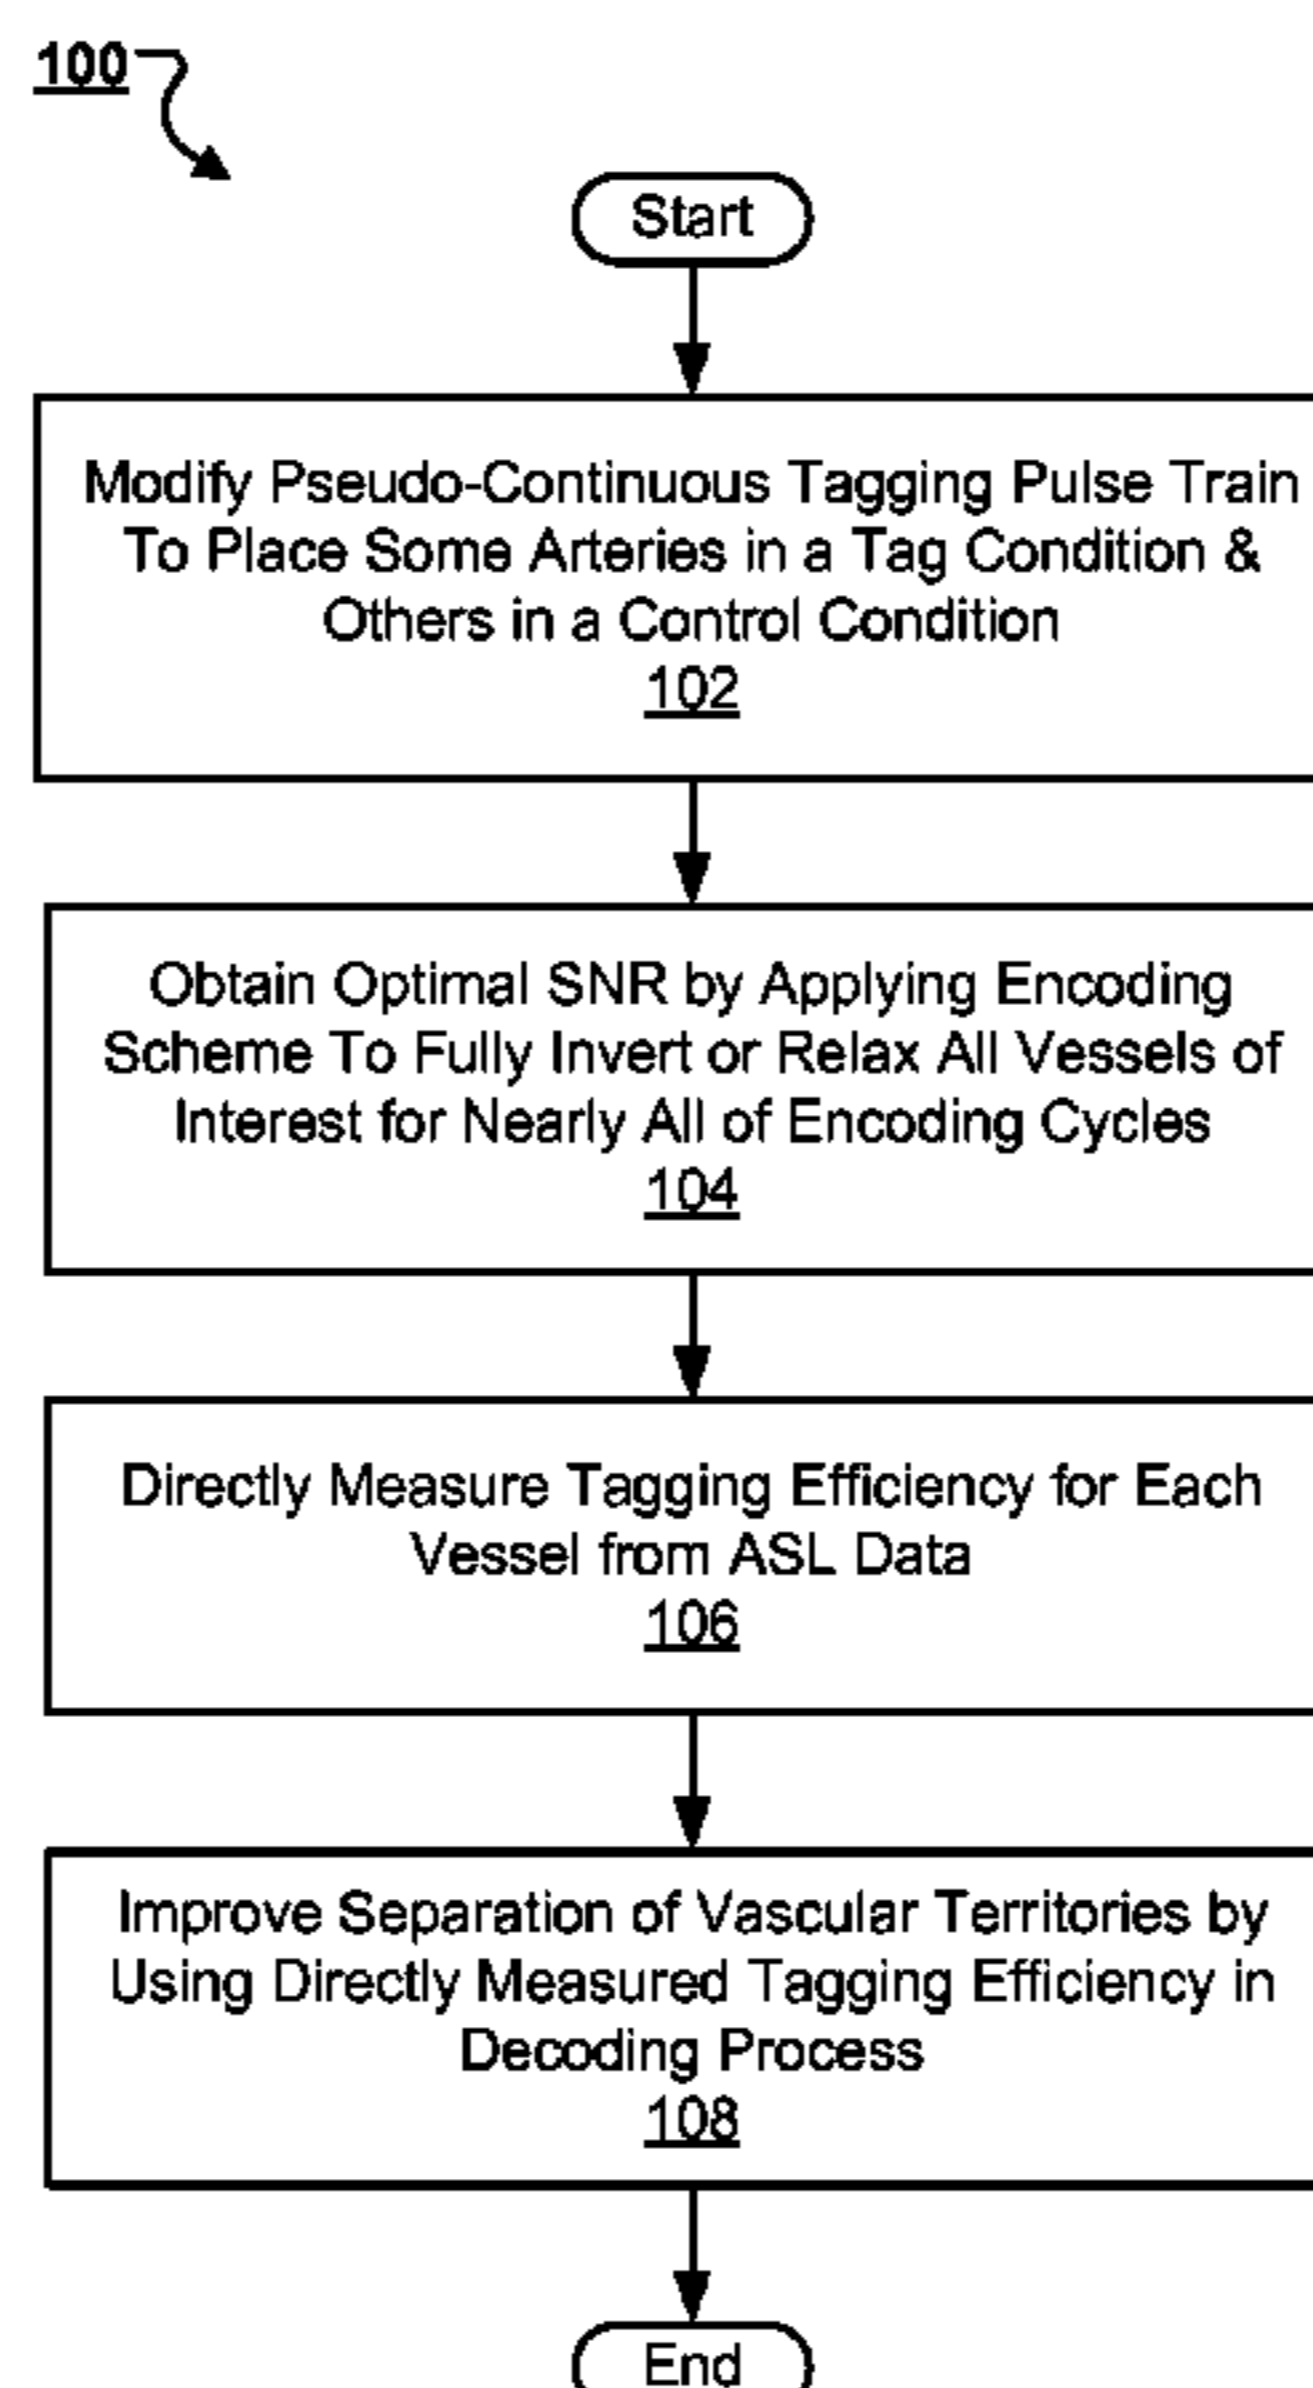 100
Start
Modify Pseudo-Continuous Tagging Pulse Train
To Place Some Arteries in a Tag Condition &
Others in a Control Condition
102
Obtain Optimal SNR by Applying Encoding
Scheme To Fully Invert or Relax All Vessels of
Interest for Nearly All of Encoding Cycles
104
Directly Measure Tagging Efficiency for Each
Vessel from ASL Data
106
Improve Separation of Vascular Territories by
Using Directly Measured Tagging Efficiency in
Decoding Process
108
End